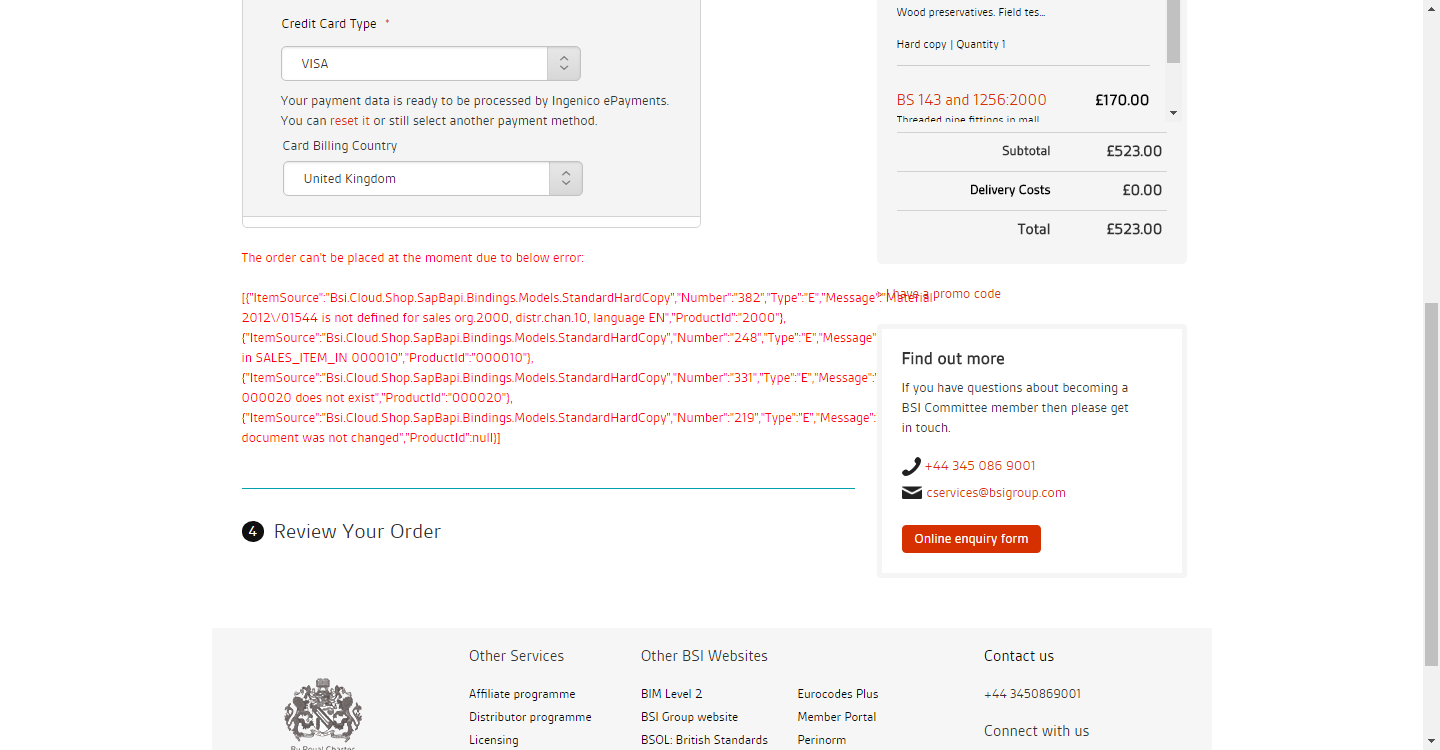 Credit Card Type *
VISA
Your payment data is ready to be processed by Ingenico ePayments.
You can reset it or still select another payment method.
Card Billing Country
United Kingdom
The order can't be placed at the moment due to below error:
[{"ItemSource":"Bsi.Cloud.Shop.SapBapi.Bindings.Models.StandardHardCopy","Number":"382","Type":"E","Message":"Material
2012\/01544 is not defined for sales org.2000, distr.chan.10, language EN","ProductId":"2000"},
{"ItemSource":"Bsi.Cloud.Shop.SapBapi.Bindings.Models.StandardHardCopy","Number":"248","Type":"E","Message"
in SALES_ITEM_IN 000010","ProductId":"000010"},
{"ItemSource":"Bsi.Cloud.Shop.SapBapi.Bindings.Models.StandardHardCopy","Number":"331","Type":"E","Message":"
000020 does not exist","ProductId":"000020"},
{"ItemSource":"Bsi.Cloud.Shop.SapBapi.Bindings.Models.StandardHardCopy","Number":"219","Type":"E","Message":
document was not changed","ProductId":null}]
4 Review Your Order
Wood preservatives. Field tes...
Hard copy | Quantity 1
BS 143 and 1256:2000 £170.00
Threaded pipe fittings in mall
Subtotal £523.00
Delivery Costs £0.00
Total £523.00
I have a promo code
Find out more
If you have questions about becoming a
BSI Committee member then please get
in touch.
+44 345 086 9001
cservices@bsigroup.com
Online enquiry form
By Royal Charter
Other Services
Affiliate programme
Distributor programme
Licensing
Other BSI Websites
BIM Level 2
BSI Group website
BSOL: British Standards
Eurocodes Plus
Member Portal
Perinorm
Contact us
+44 3450869001
Connect with us